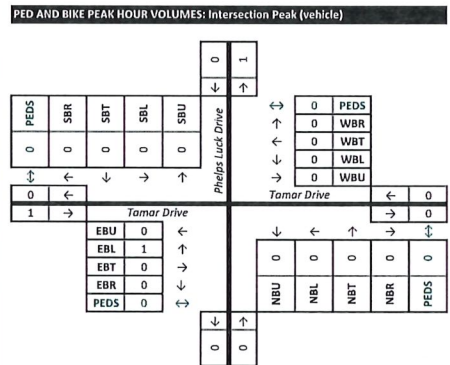 PED AND BIKE PEAK HOUR VOLUMES: Intersection Peak (vehicle)
0 1
↓ ↑
PEDS SBR SBT SBL SBU
0 0 0 0 0
↕ ← ↓ → ↑
Phelps Luck Drive
↔ 0 PEDS
↑ 0 WBR
← 0 WBT
↓ 0 WBL
→ 0 WBU
0 ←
1 →
Tamar Drive
Tamar Drive
← 0
→ 0
EBU 0 ←
EBL 1 ↑
EBT 0 →
EBR 0 ↓
PEDS 0 ↔
↓ ← ↑ → ↕
0 0 0 0 0
NBU NBL NBT NBR PEDS
↓ ↑
0 0